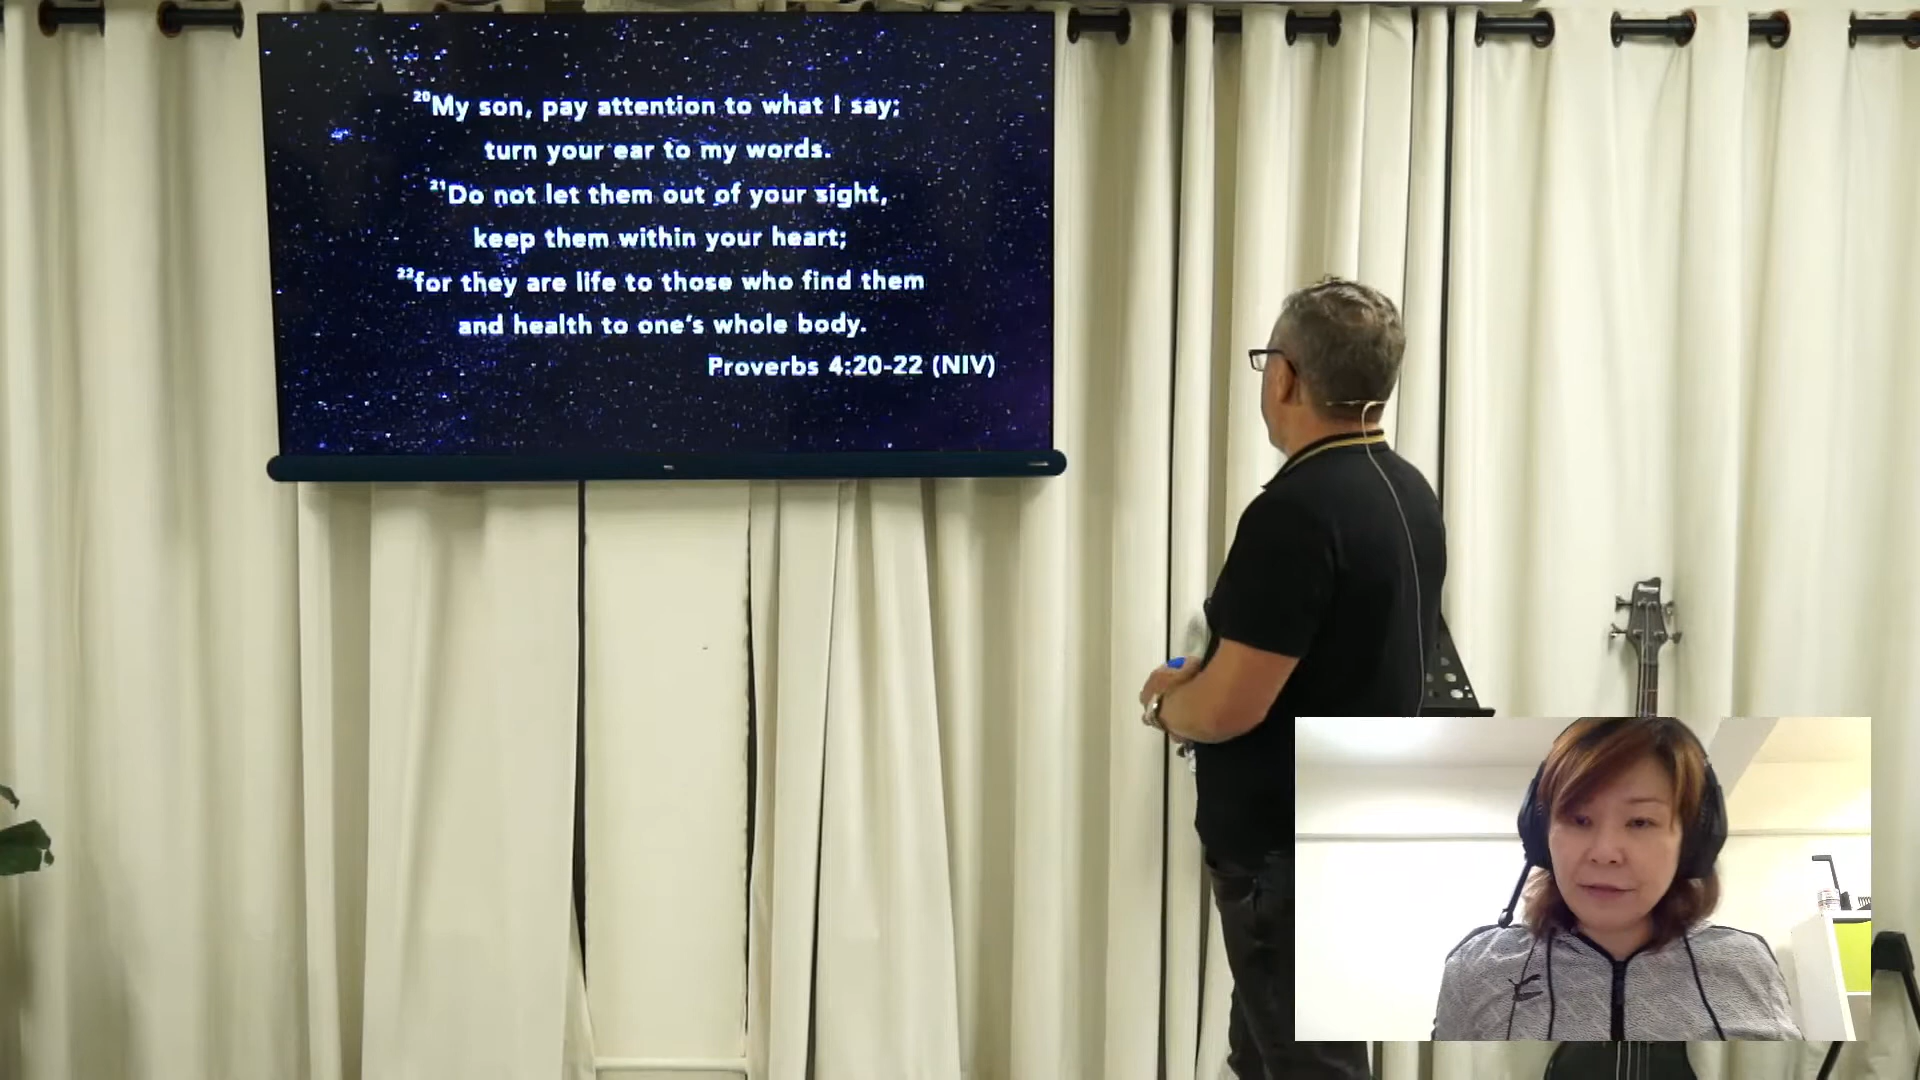 ²⁰My son, pay attention to what I say;
turn your ear to my words.
²¹Do not let them out of your sight,
keep them within your heart;
²²for they are life to those who find them
and health to one's whole body.
Proverbs 4:20-22 (NIV)